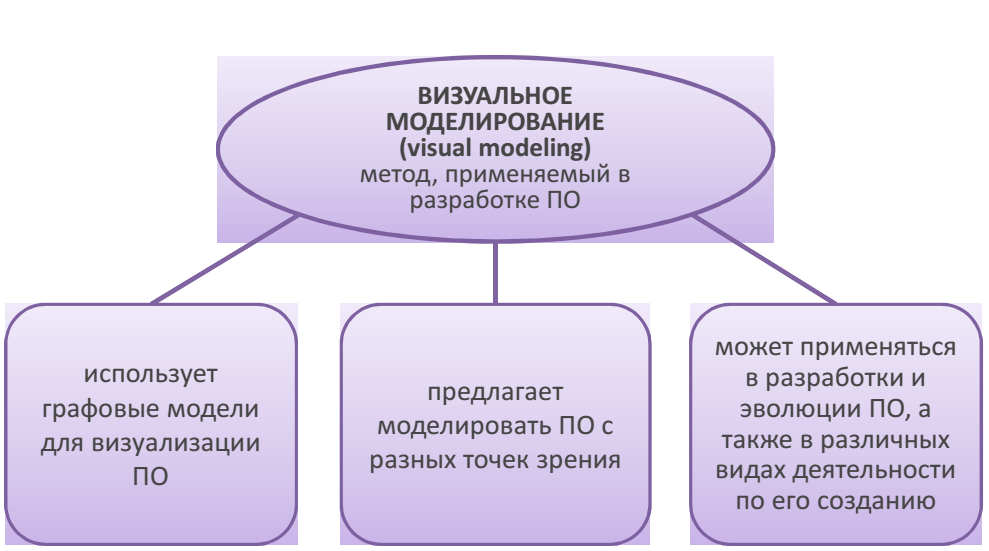 ВИЗУАЛЬНОЕ
МОДЕЛИРОВАНИЕ
(visual modeling)
метод, применяемый в
разработке ПО
использует
графовые модели
для визуализации
ПО
предлагает
моделировать ПО с
разных точек зрения
может применяться
в разработки и
эволюции ПО, а
также в различных
видах деятельности
по его созданию